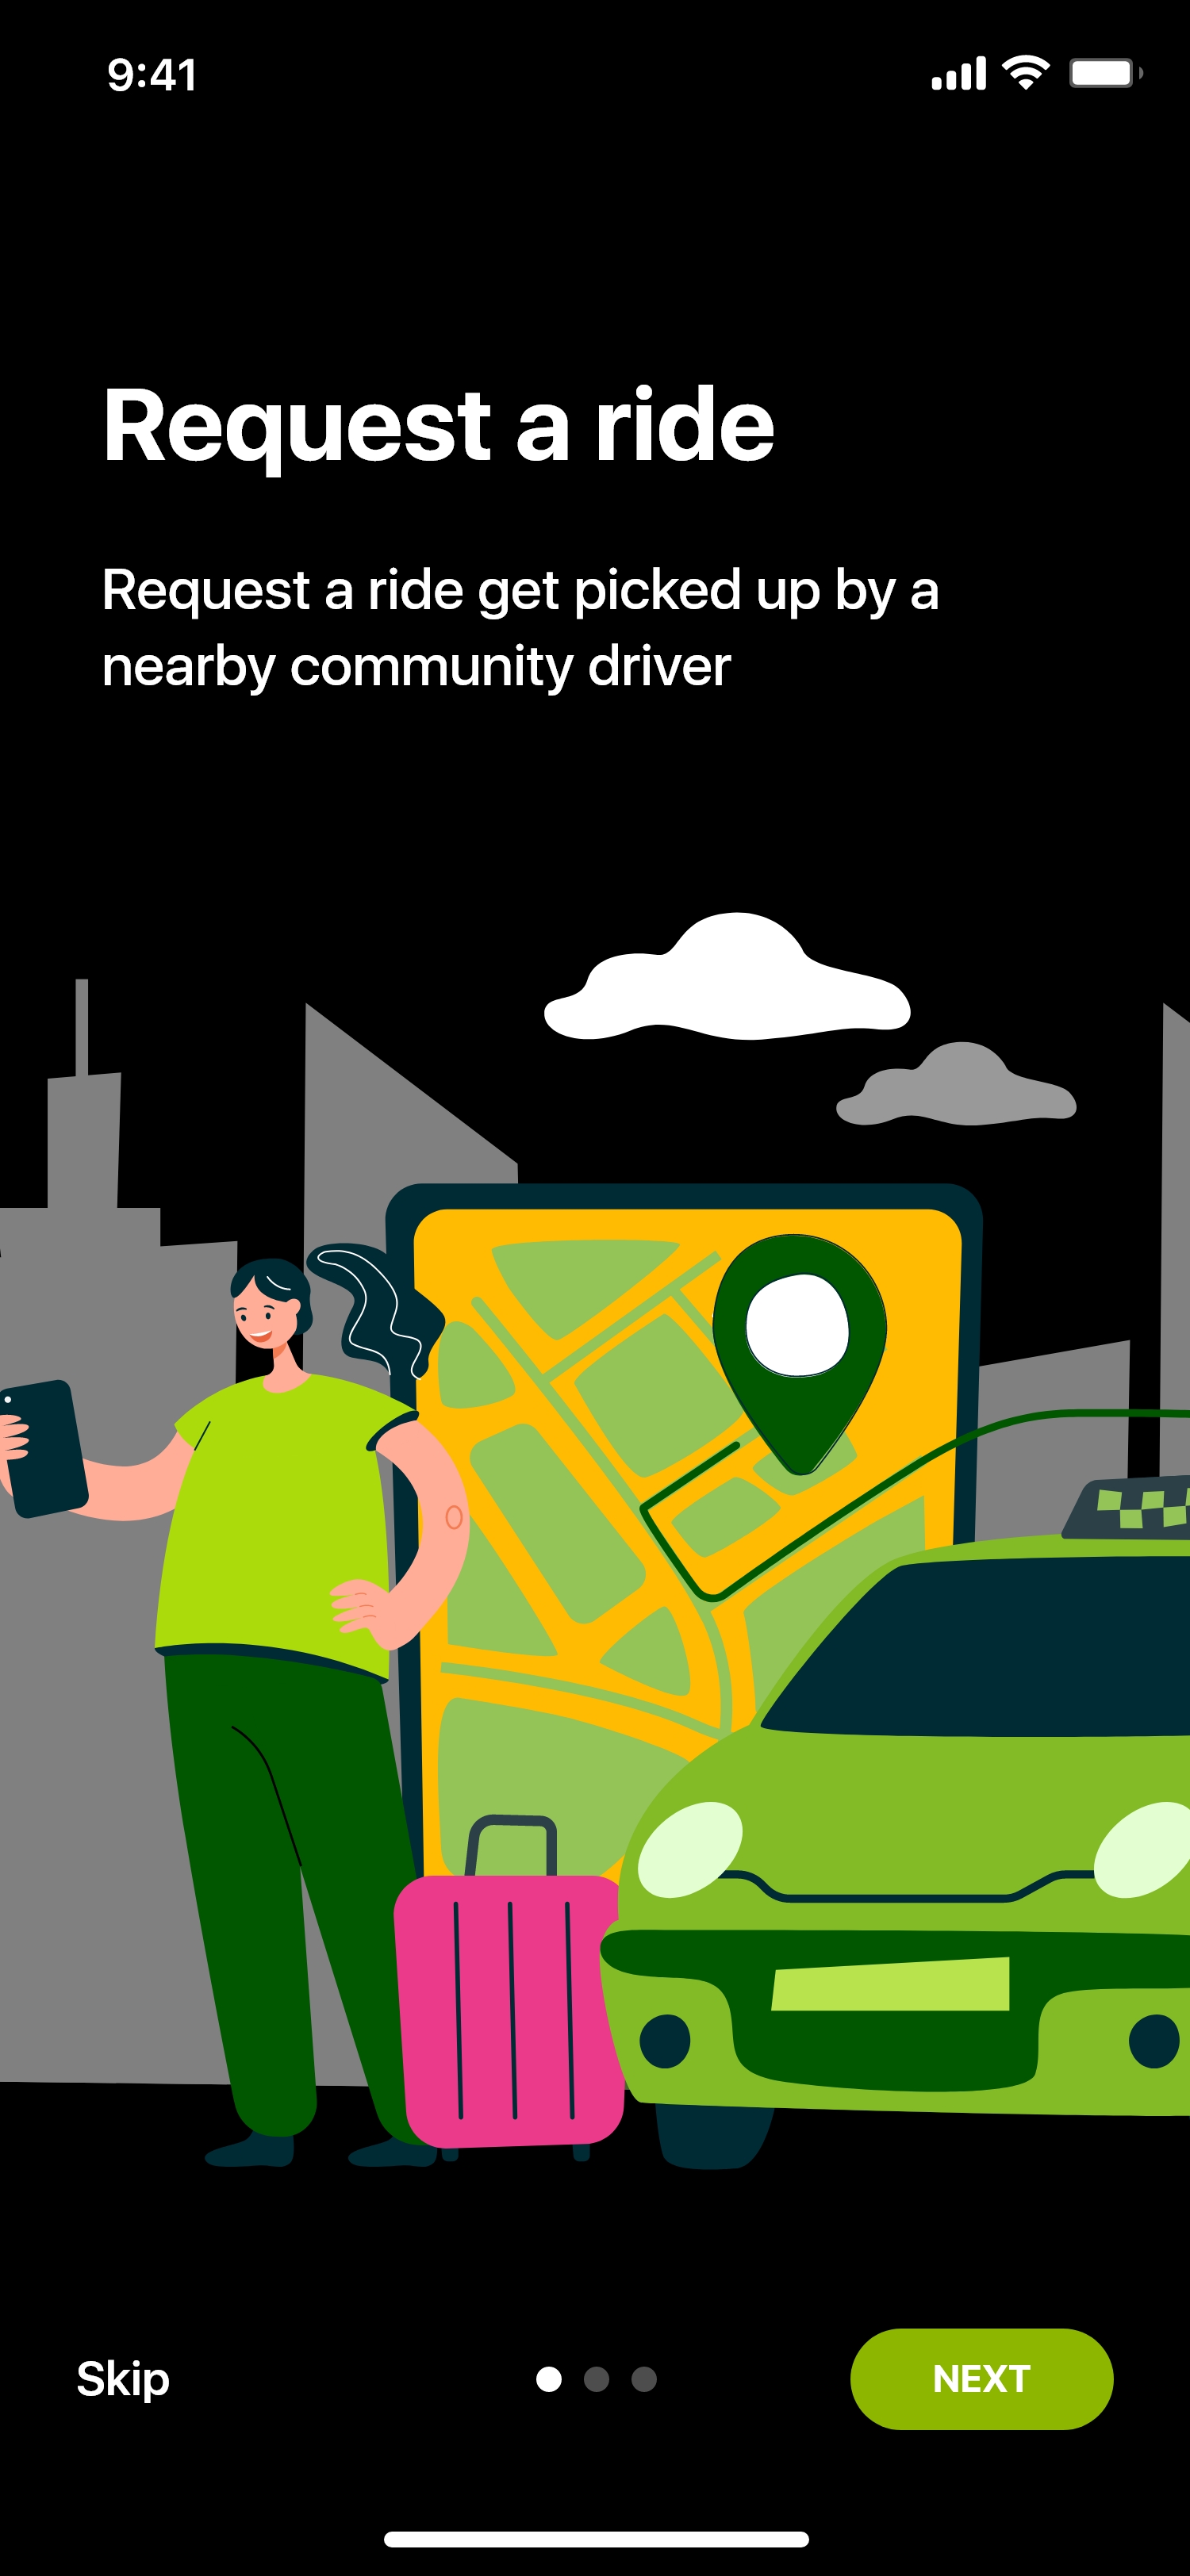 9:41
Request a ride
Request a ride get picked up by a
nearby community driver
Skip
NEXT